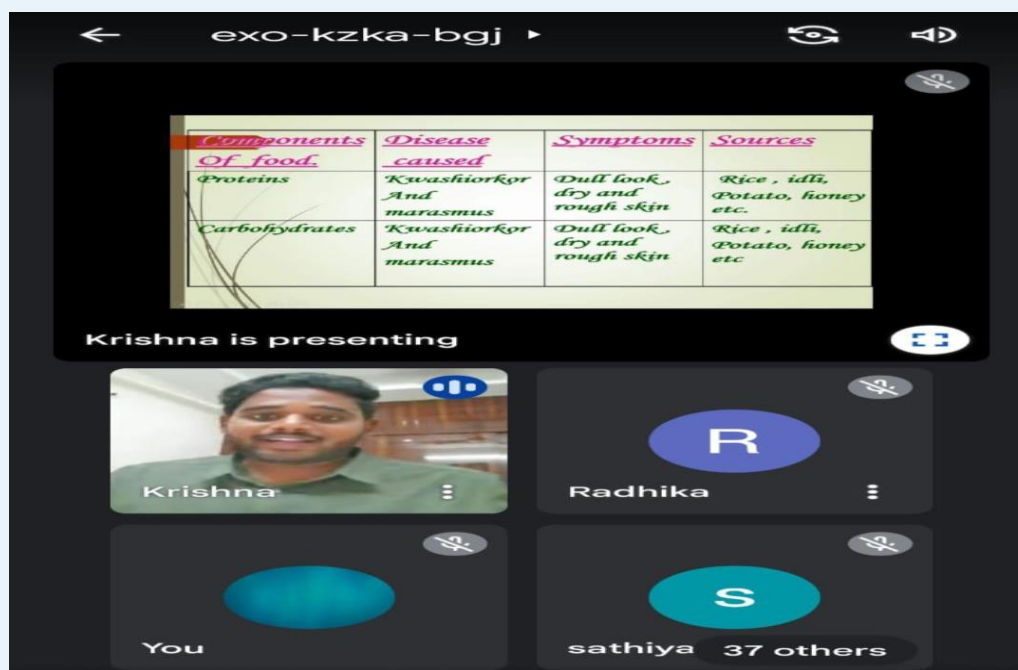 exo-kzka-bgj
Components Of food. Disease caused Symptoms Sources
Proteins Kwashiorkor And marasmus Dull look, dry and rough skin Rice , idli, Potato, honey etc.
Carbohydrates Kwashiorkor And marasmus Dull look, dry and rough skin Rice , idli, Potato, honey etc
Krishna is presenting
Krishna
R
Radhika
You
S
sathiya
37 others